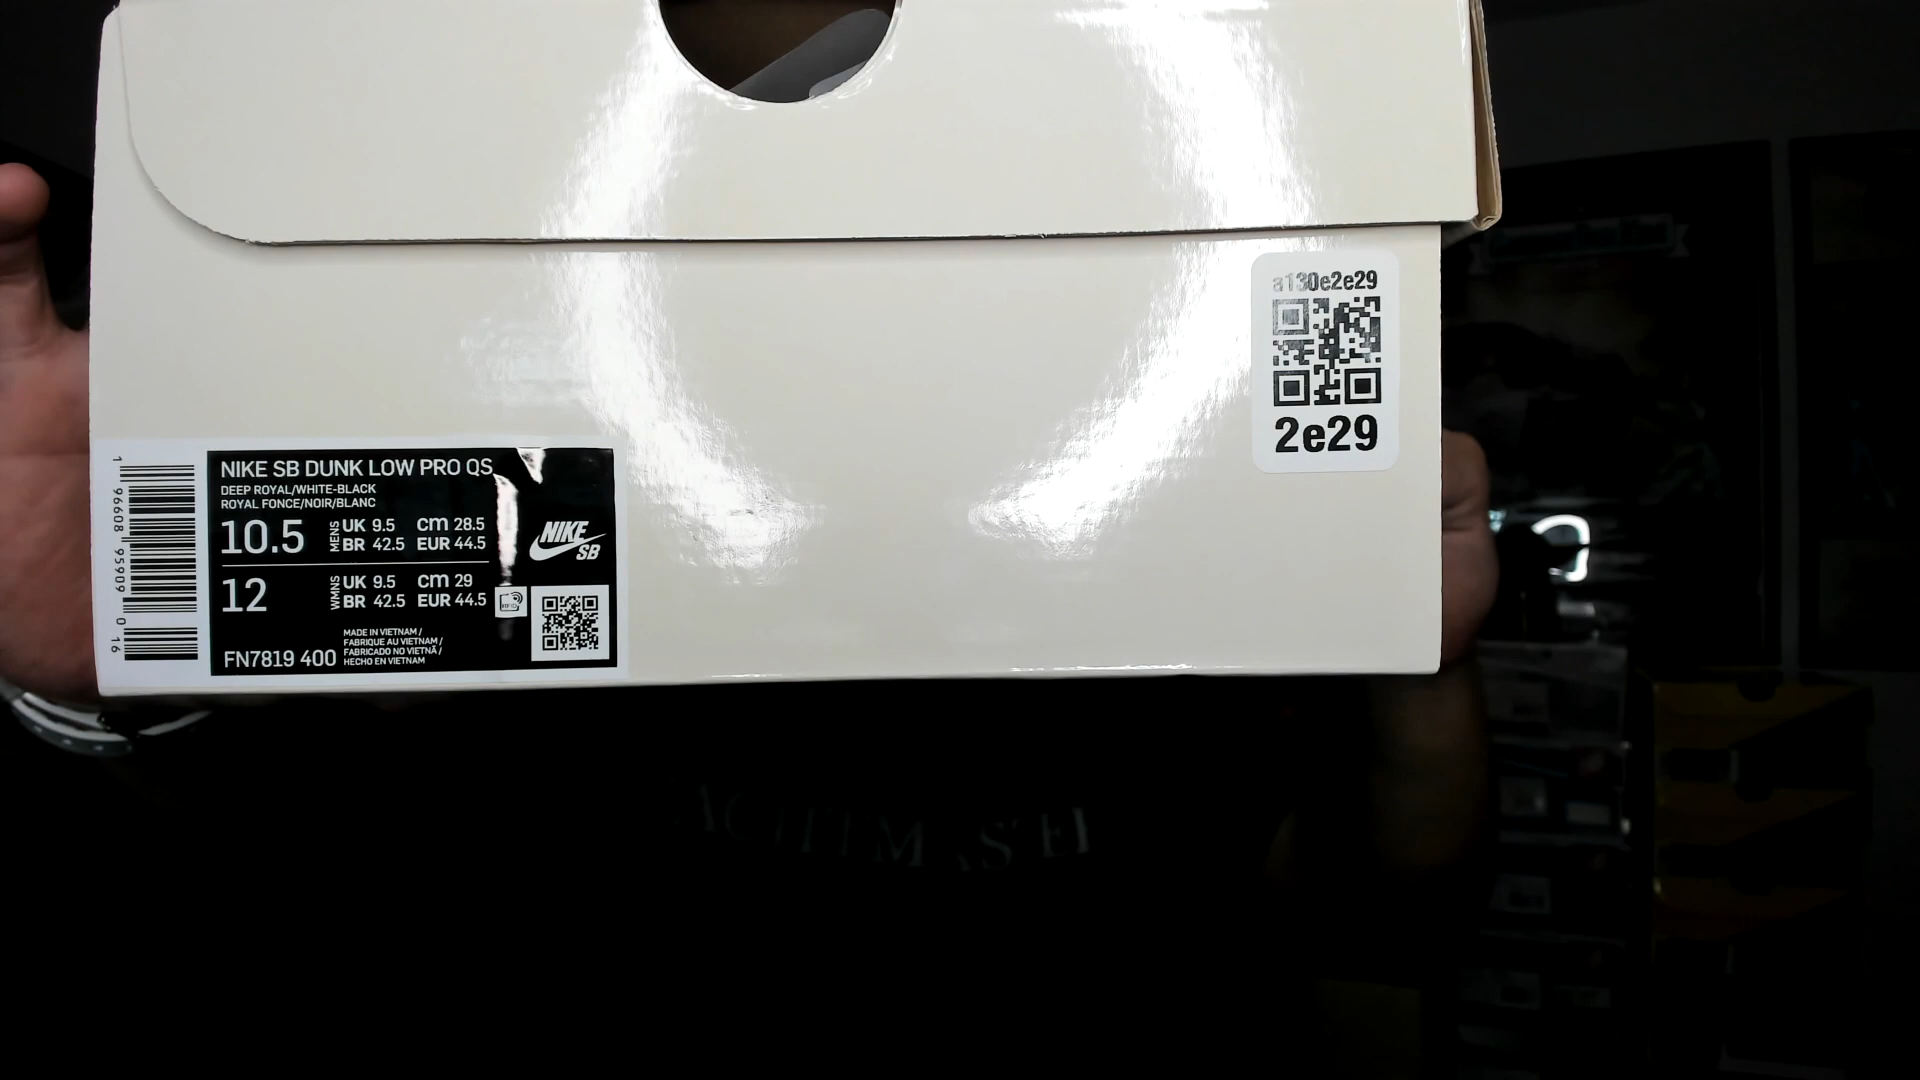 a130e2e29
2e29
NIKE SB DUNK LOW PRO QS
DEEP ROYAL/WHITE-BLACK
ROYAL FONCE/NOIR/BLANC
10.5 MENS UK 9.5 cm 28.5
BR 42.5 EUR 44.5
NIKE
SB
12 WMNS UK 9.5 cm 29
BR 42.5 EUR 44.5
RFID
MADE IN VIETNAM /
FABRIQUE AU VIETNAM /
FABRICADO NO VIETNÃ /
HECHO EN VIETNAM
FN7819 400
1 96608 95909 0 16